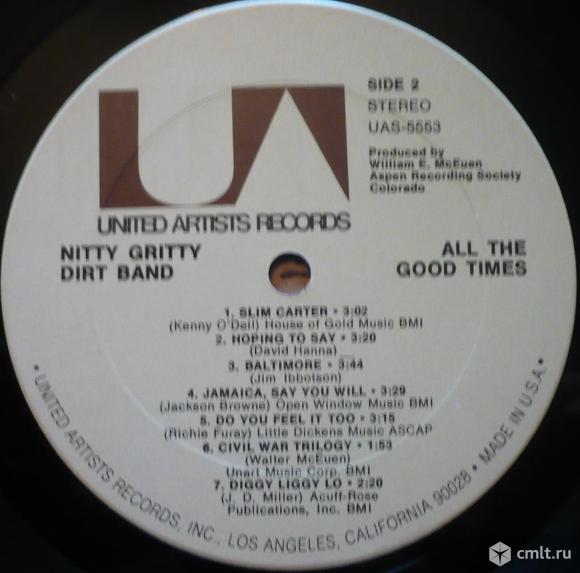 UA
SIDE 2
STEREO
UAS-5553
Produced by
William E. McEuen
Aspen Recording Society
Colorado
UNITED ARTISTS RECORDS
NITTY GRITTY
DIRT BAND
ALL THE
GOOD TIMES
1. SLIM CARTER • 3:02
(Kenny O'Dell) House of Gold Music BMI
2. HOPING TO SAY • 3:20
(David Hanna)
3. BALTIMORE • 3:44
(Jim Ibbotson)
4. JAMAICA, SAY YOU WILL • 3:29
(Jackson Browne) Open Window Music BMI
5. DO YOU FEEL IT TOO • 3:15
(Richie Furay) Little Dickens Music ASCAP
6. CIVIL WAR TRILOGY • 1:53
(Walter McEuen)
Unart Music Corp. BMI
7. DIGGY LIGGY LO • 2:20
(J. D. Miller) Acuff-Rose
Publications, Inc. BMI
• UNITED ARTISTS RECORDS, INC., LOS ANGELES, CALIFORNIA 90028 • MADE IN U.S.A. •
cmlt.ru